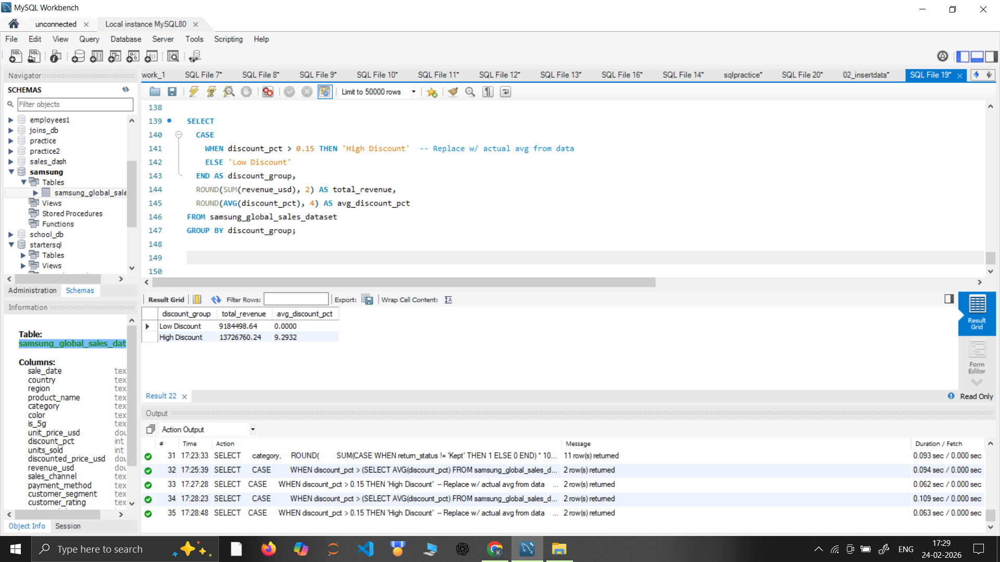 MySQL Workbench
unconnected
Local instance MySQL80
File Edit View Query Database Server Tools Scripting Help
Navigator
SCHEMAS
Filter objects
employees1
joins_db
practice
practice2
sales_dash
samsung
Tables
samsung_global_sale
Views
Stored Procedures
Functions
school_db
startersql
Tables
Views
Administration Schemas
Information
Table:
samsung_global_sales_dat
Columns:
sale_date tex
country tex
region tex
product_name tex
category tex
color tex
is_5g tex
unit_price_usd dou
discount_pct int
units_sold int
discounted_price_usd dou
revenue_usd dou
sales_channel tex
payment_method tex
customer_segment tex
customer_rating tex
Object Info Session
work_1 SQL File 7* SQL File 8* SQL File 9* SQL File 10* SQL File 11* SQL File 12* SQL File 13* SQL File 16* SQL File 14* sqlpractice* SQL File 20* 02_insertdata* SQL File 19*
Limit to 50000 rows
138
139 SELECT
140 CASE
141 WHEN discount_pct > 0.15 THEN 'High Discount' -- Replace w/ actual avg from data
142 ELSE 'Low Discount'
143 END AS discount_group,
144 ROUND(SUM(revenue_usd), 2) AS total_revenue,
145 ROUND(AVG(discount_pct), 4) AS avg_discount_pct
146 FROM samsung_global_sales_dataset
147 GROUP BY discount_group;
148
149
150
Result Grid Filter Rows: Export: Wrap Cell Content:
discount_group total_revenue avg_discount_pct
Low Discount 9184498.64 0.0000
High Discount 13726760.24 9.2932
Result Grid
Form Editor
Result 22
Read Only
Output
Action Output
# Time Action Message Duration / Fetch
31 17:23:33 SELECT category, ROUND( SUM(CASE WHEN return_status != 'Kept' THEN 1 ELSE 0 END) * 10... 11 row(s) returned 0.093 sec / 0.000 sec
32 17:25:39 SELECT CASE WHEN discount_pct > (SELECT AVG(discount_pct) FROM samsung_global_sales_d... 2 row(s) returned 0.094 sec / 0.000 sec
33 17:27:28 SELECT CASE WHEN discount_pct > 0.15 THEN 'High Discount' -- Replace w/ actual avg from data ... 2 row(s) returned 0.062 sec / 0.000 sec
34 17:28:23 SELECT CASE WHEN discount_pct > (SELECT AVG(discount_pct) FROM samsung_global_sales_d... 2 row(s) returned 0.109 sec / 0.000 sec
35 17:28:48 SELECT CASE WHEN discount_pct > 0.15 THEN 'High Discount' -- Replace w/ actual avg from data ... 2 row(s) returned 0.063 sec / 0.000 sec
Type here to search
ENG
17:29
24-02-2026